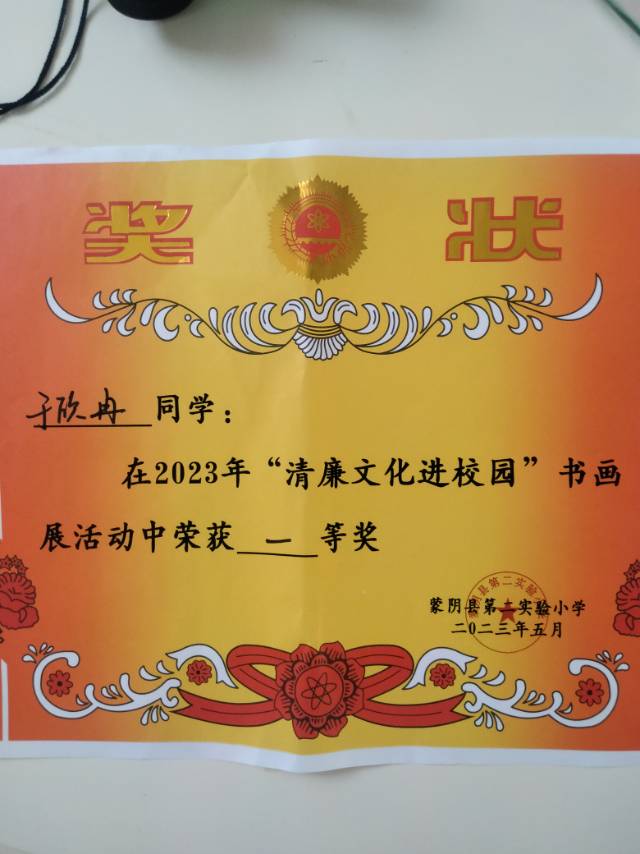 奖状
于欣冉 同学：
在2023年“清廉文化进校园”书画
展活动中荣获 一 等奖
蒙阴县第二实验小学
二〇二三年五月